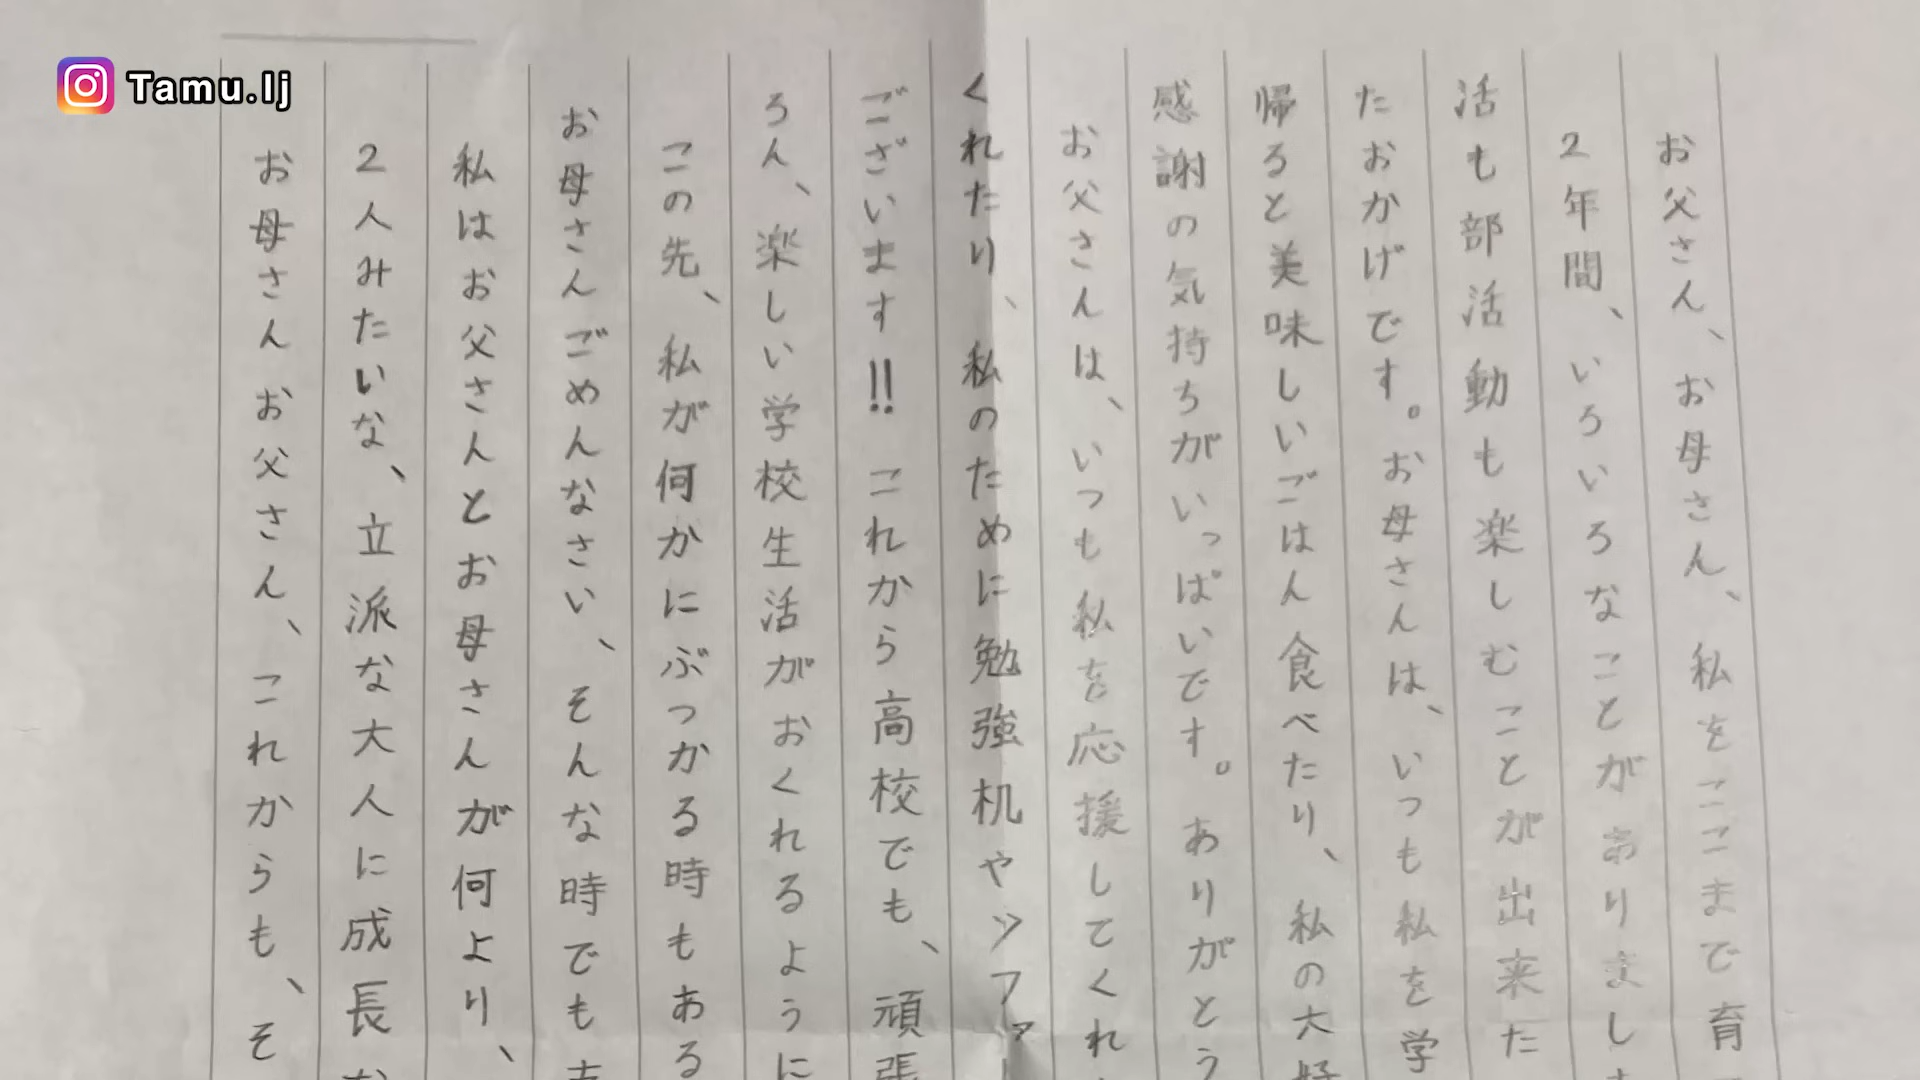 Tamu.lj
お父さん、お母さん、私をここまで育
2年間、いろいろなことがありまし
活も部活動も楽しむことが出来た
たおかげです。お母さんは、いつも私を学
帰ると美味しいごはん食べたり、私の大好
感謝の気持ちがいっぱいです。ありがとう
お父さんは、いつも私を応援してくれ
くれたり、私のために勉強机やソファー
ございます!!これから高校でも、頑張
ろん、楽しい学校生活がおくれるように
この先、私が何かにぶつかる時もある
お母さんごめんなさい、そんな時でも
私はお父さんとお母さんが何より、
2人みたいな、立派な大人に成長
お母さんお父さん、これからも、そ